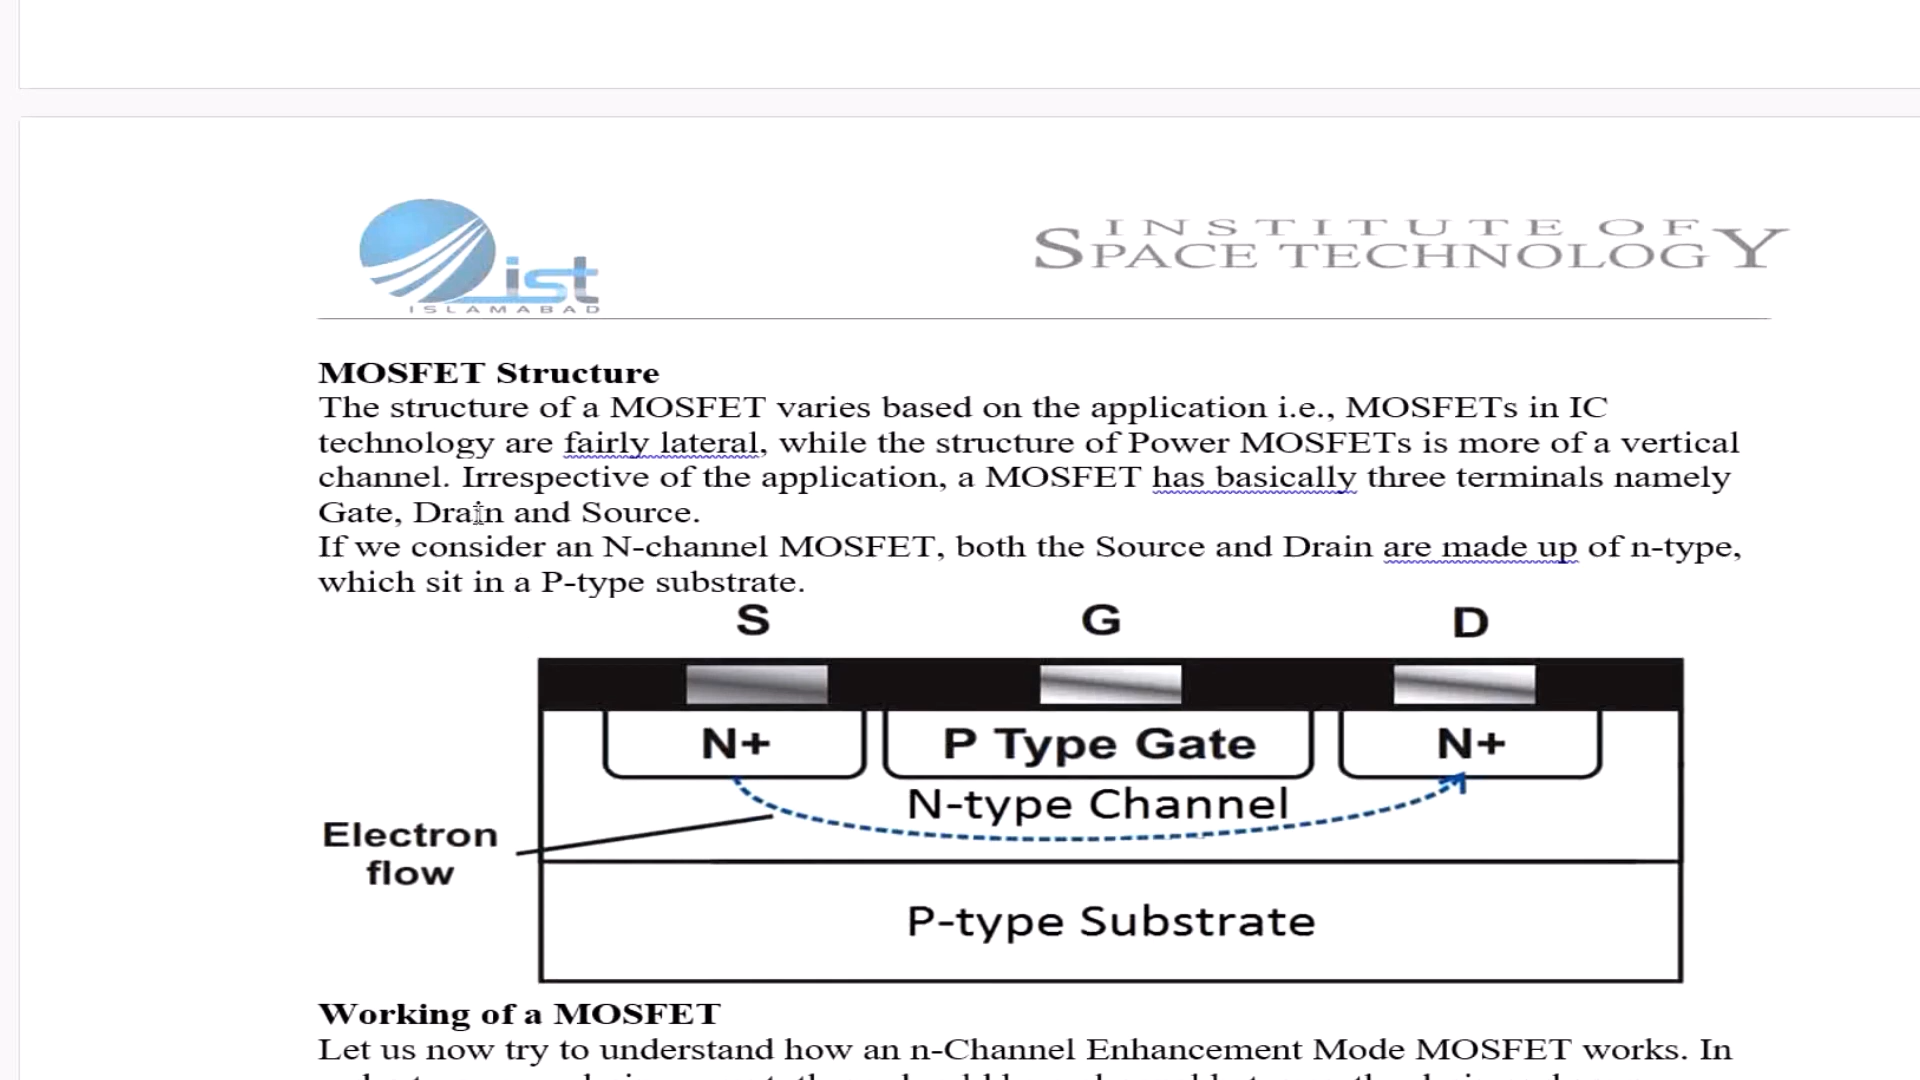 ist
ISLAMABAD
INSTITUTE OF
SPACE TECHNOLOGY
MOSFET Structure
The structure of a MOSFET varies based on the application i.e., MOSFETs in IC
technology are fairly lateral, while the structure of Power MOSFETs is more of a vertical
channel. Irrespective of the application, a MOSFET has basically three terminals namely
Gate, Drain and Source.
If we consider an N-channel MOSFET, both the Source and Drain are made up of n-type,
which sit in a P-type substrate.
S G D
N+ P Type Gate N+
N-type Channel
Electron
flow
P-type Substrate
Working of a MOSFET
Let us now try to understand how an n-Channel Enhancement Mode MOSFET works. In